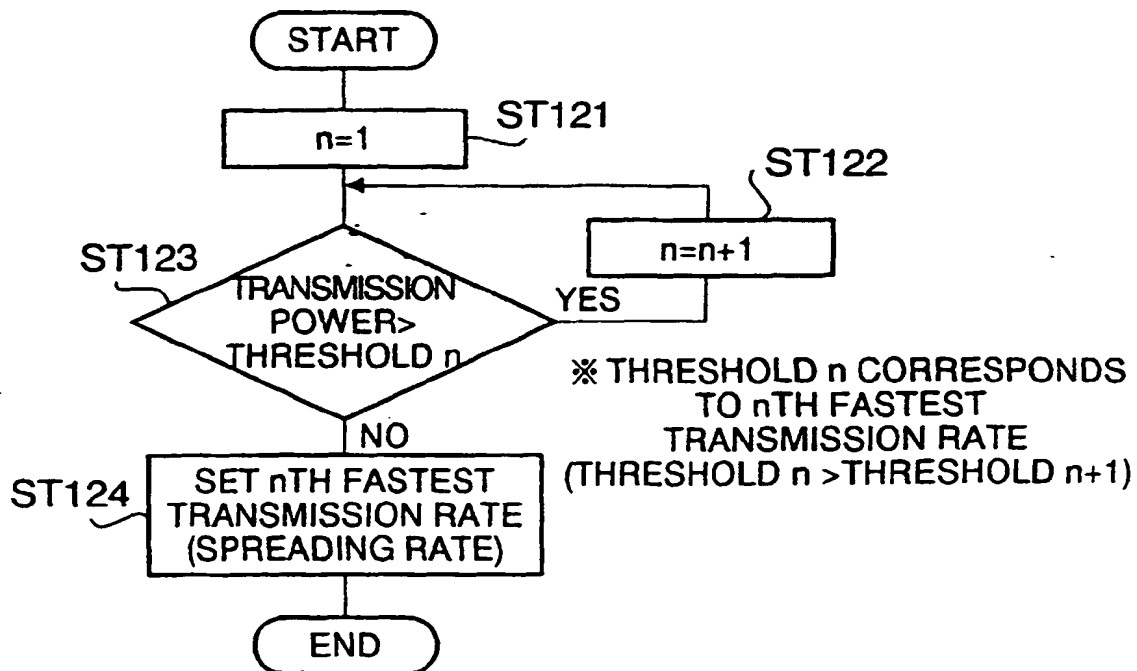 START
ST121
n=1
ST122
n=n+1
ST123
TRANSMISSION
POWER>
THRESHOLD n
YES
※ THRESHOLD n CORRESPONDS
TO nTH FASTEST
TRANSMISSION RATE
(THRESHOLD n >THRESHOLD n+1)
NO
ST124
SET nTH FASTEST
TRANSMISSION RATE
(SPREADING RATE)
END